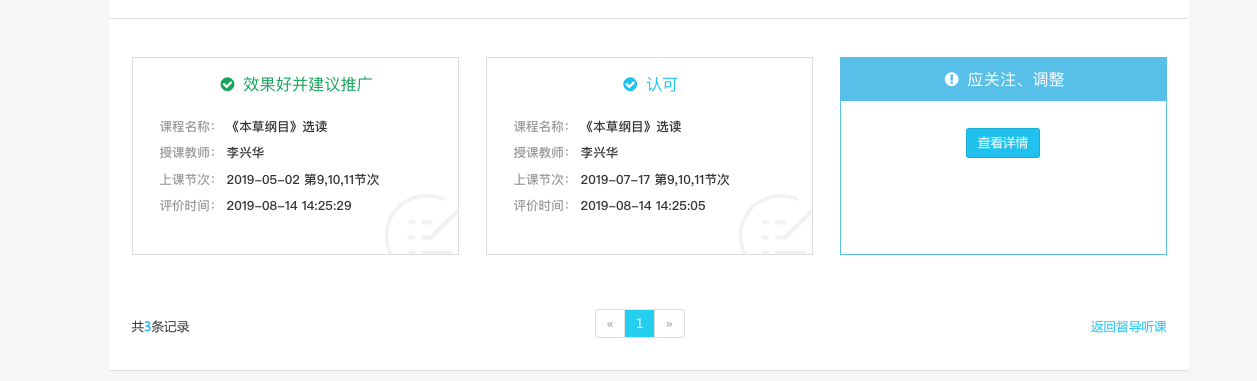 效果好并建议推广
课程名称： 《本草纲目》选读
授课教师： 李兴华
上课节次： 2019-05-02 第9,10,11节次
评价时间： 2019-08-14 14:25:29
认可
课程名称： 《本草纲目》选读
授课教师： 李兴华
上课节次： 2019-07-17 第9,10,11节次
评价时间： 2019-08-14 14:25:05
应关注、调整
查看详情
共3条记录
« 1 »
返回督导听课